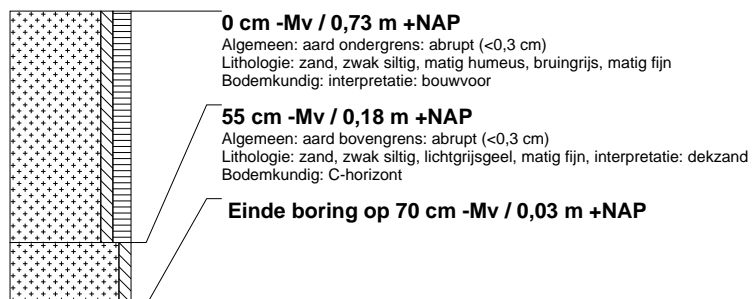 0 cm -Mv / 0,73 m +NAP
Algemeen: aard ondergrens: abrupt (<0,3 cm)
Lithologie: zand, zwak siltig, matig humeus, bruingrijs, matig fijn
Bodemkundig: interpretatie: bouwvoor
55 cm -Mv / 0,18 m +NAP
Algemeen: aard bovengrens: abrupt (<0,3 cm)
Lithologie: zand, zwak siltig, lichtgrijsgeel, matig fijn, interpretatie: dekzand
Bodemkundig: C-horizont
Einde boring op 70 cm -Mv / 0,03 m +NAP